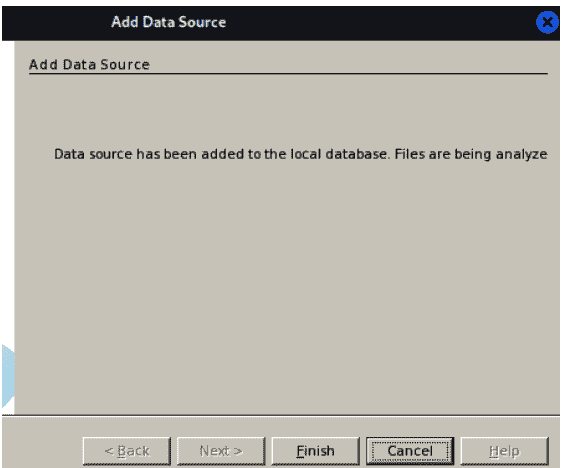 Add Data Source
Add Data Source
Data source has been added to the local database. Files are being analyze
< Back Next > Finish Cancel Help